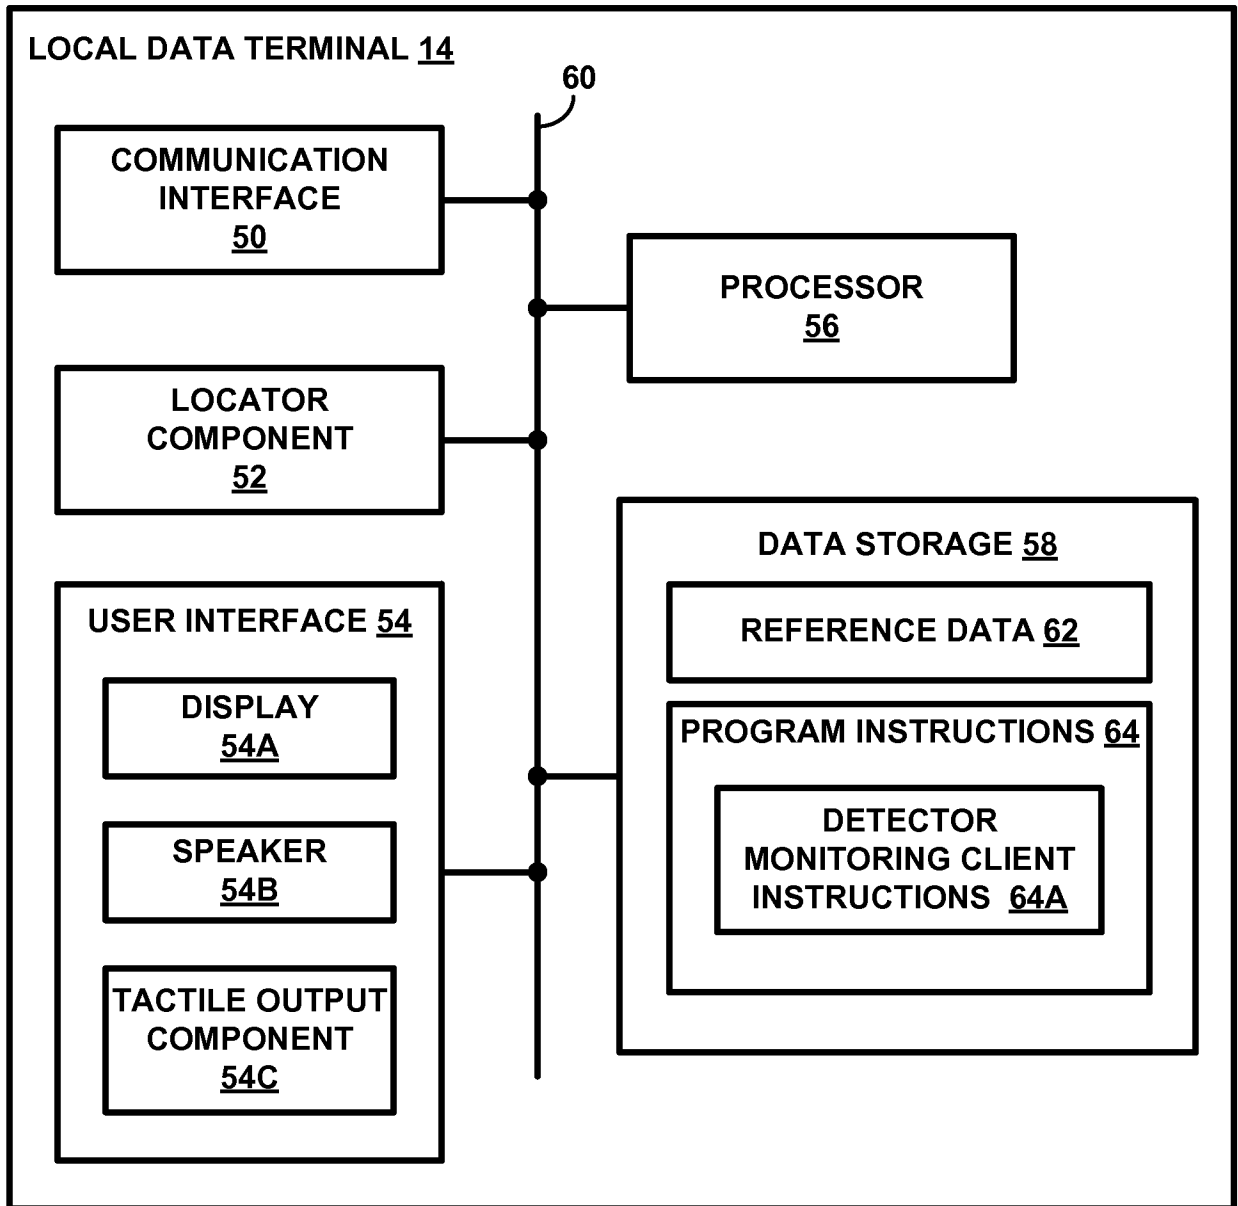 LOCAL DATA TERMINAL 14
60
COMMUNICATION
INTERFACE
50
PROCESSOR
56
LOCATOR
COMPONENT
52
DATA STORAGE 58
REFERENCE DATA 62
PROGRAM INSTRUCTIONS 64
DETECTOR
MONITORING CLIENT
INSTRUCTIONS 64A
USER INTERFACE 54
DISPLAY
54A
SPEAKER
54B
TACTILE OUTPUT
COMPONENT
54C